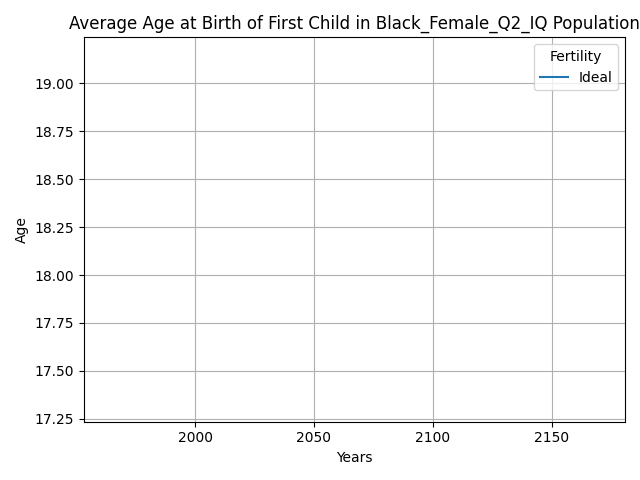 Average Age at Birth of First Child in Black_Female_Q2_IQ Population
Fertility
Ideal
19.00
18.75
18.50
18.25
18.00
17.75
17.50
17.25
Age
2000 2050 2100 2150
Years